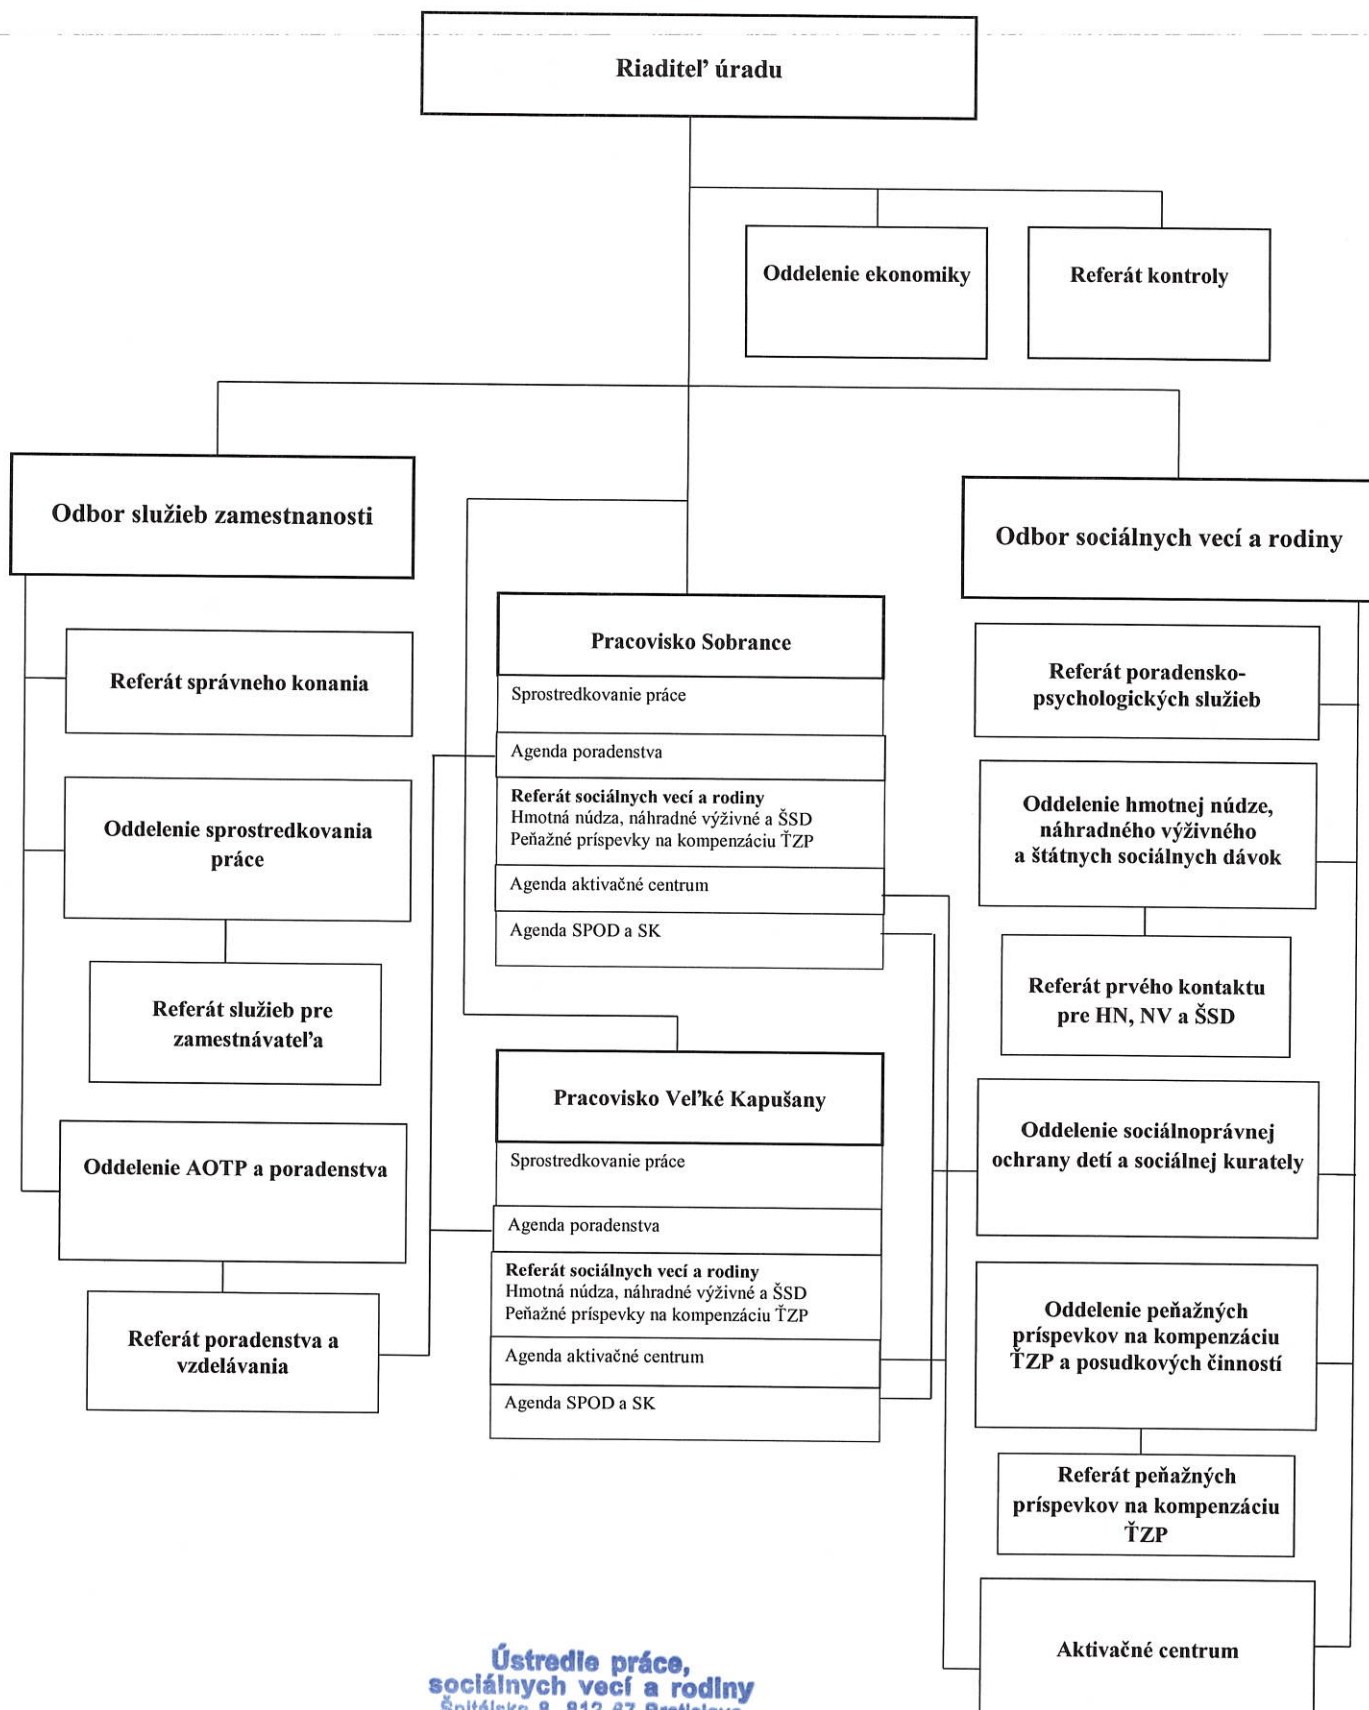 Riaditeľ úradu
Oddelenie ekonomiky
Referát kontroly
Odbor služieb zamestnanosti
Referát správneho konania
Oddelenie sprostredkovania
práce
Referát služieb pre
zamestnávateľa
Oddelenie AOTP a poradenstva
Referát poradenstva a
vzdelávania
Pracovisko Sobrance
Sprostredkovanie práce
Agenda poradenstva
Referát sociálnych vecí a rodiny
Hmotná núdza, náhradné výživné a ŠSD
Peňažné príspevky na kompenzáciu ŤZP
Agenda aktivačné centrum
Agenda SPOD a SK
Pracovisko Veľké Kapušany
Sprostredkovanie práce
Agenda poradenstva
Referát sociálnych vecí a rodiny
Hmotná núdza, náhradné výživné a ŠSD
Peňažné príspevky na kompenzáciu ŤZP
Agenda aktivačné centrum
Agenda SPOD a SK
Odbor sociálnych vecí a rodiny
Referát poradensko-
psychologických služieb
Oddelenie hmotnej núdze,
náhradného výživného
a štátnych sociálnych dávok
Referát prvého kontaktu
pre HN, NV a ŠSD
Oddelenie sociálnoprávnej
ochrany detí a sociálnej kurately
Oddelenie peňažných
príspevkov na kompenzáciu
ŤZP a posudkových činností
Referát peňažných
príspevkov na kompenzáciu
ŤZP
Aktivačné centrum
Ústredie práce,
sociálnych vecí a rodiny
Špitálska 8, 812 67 Bratislava